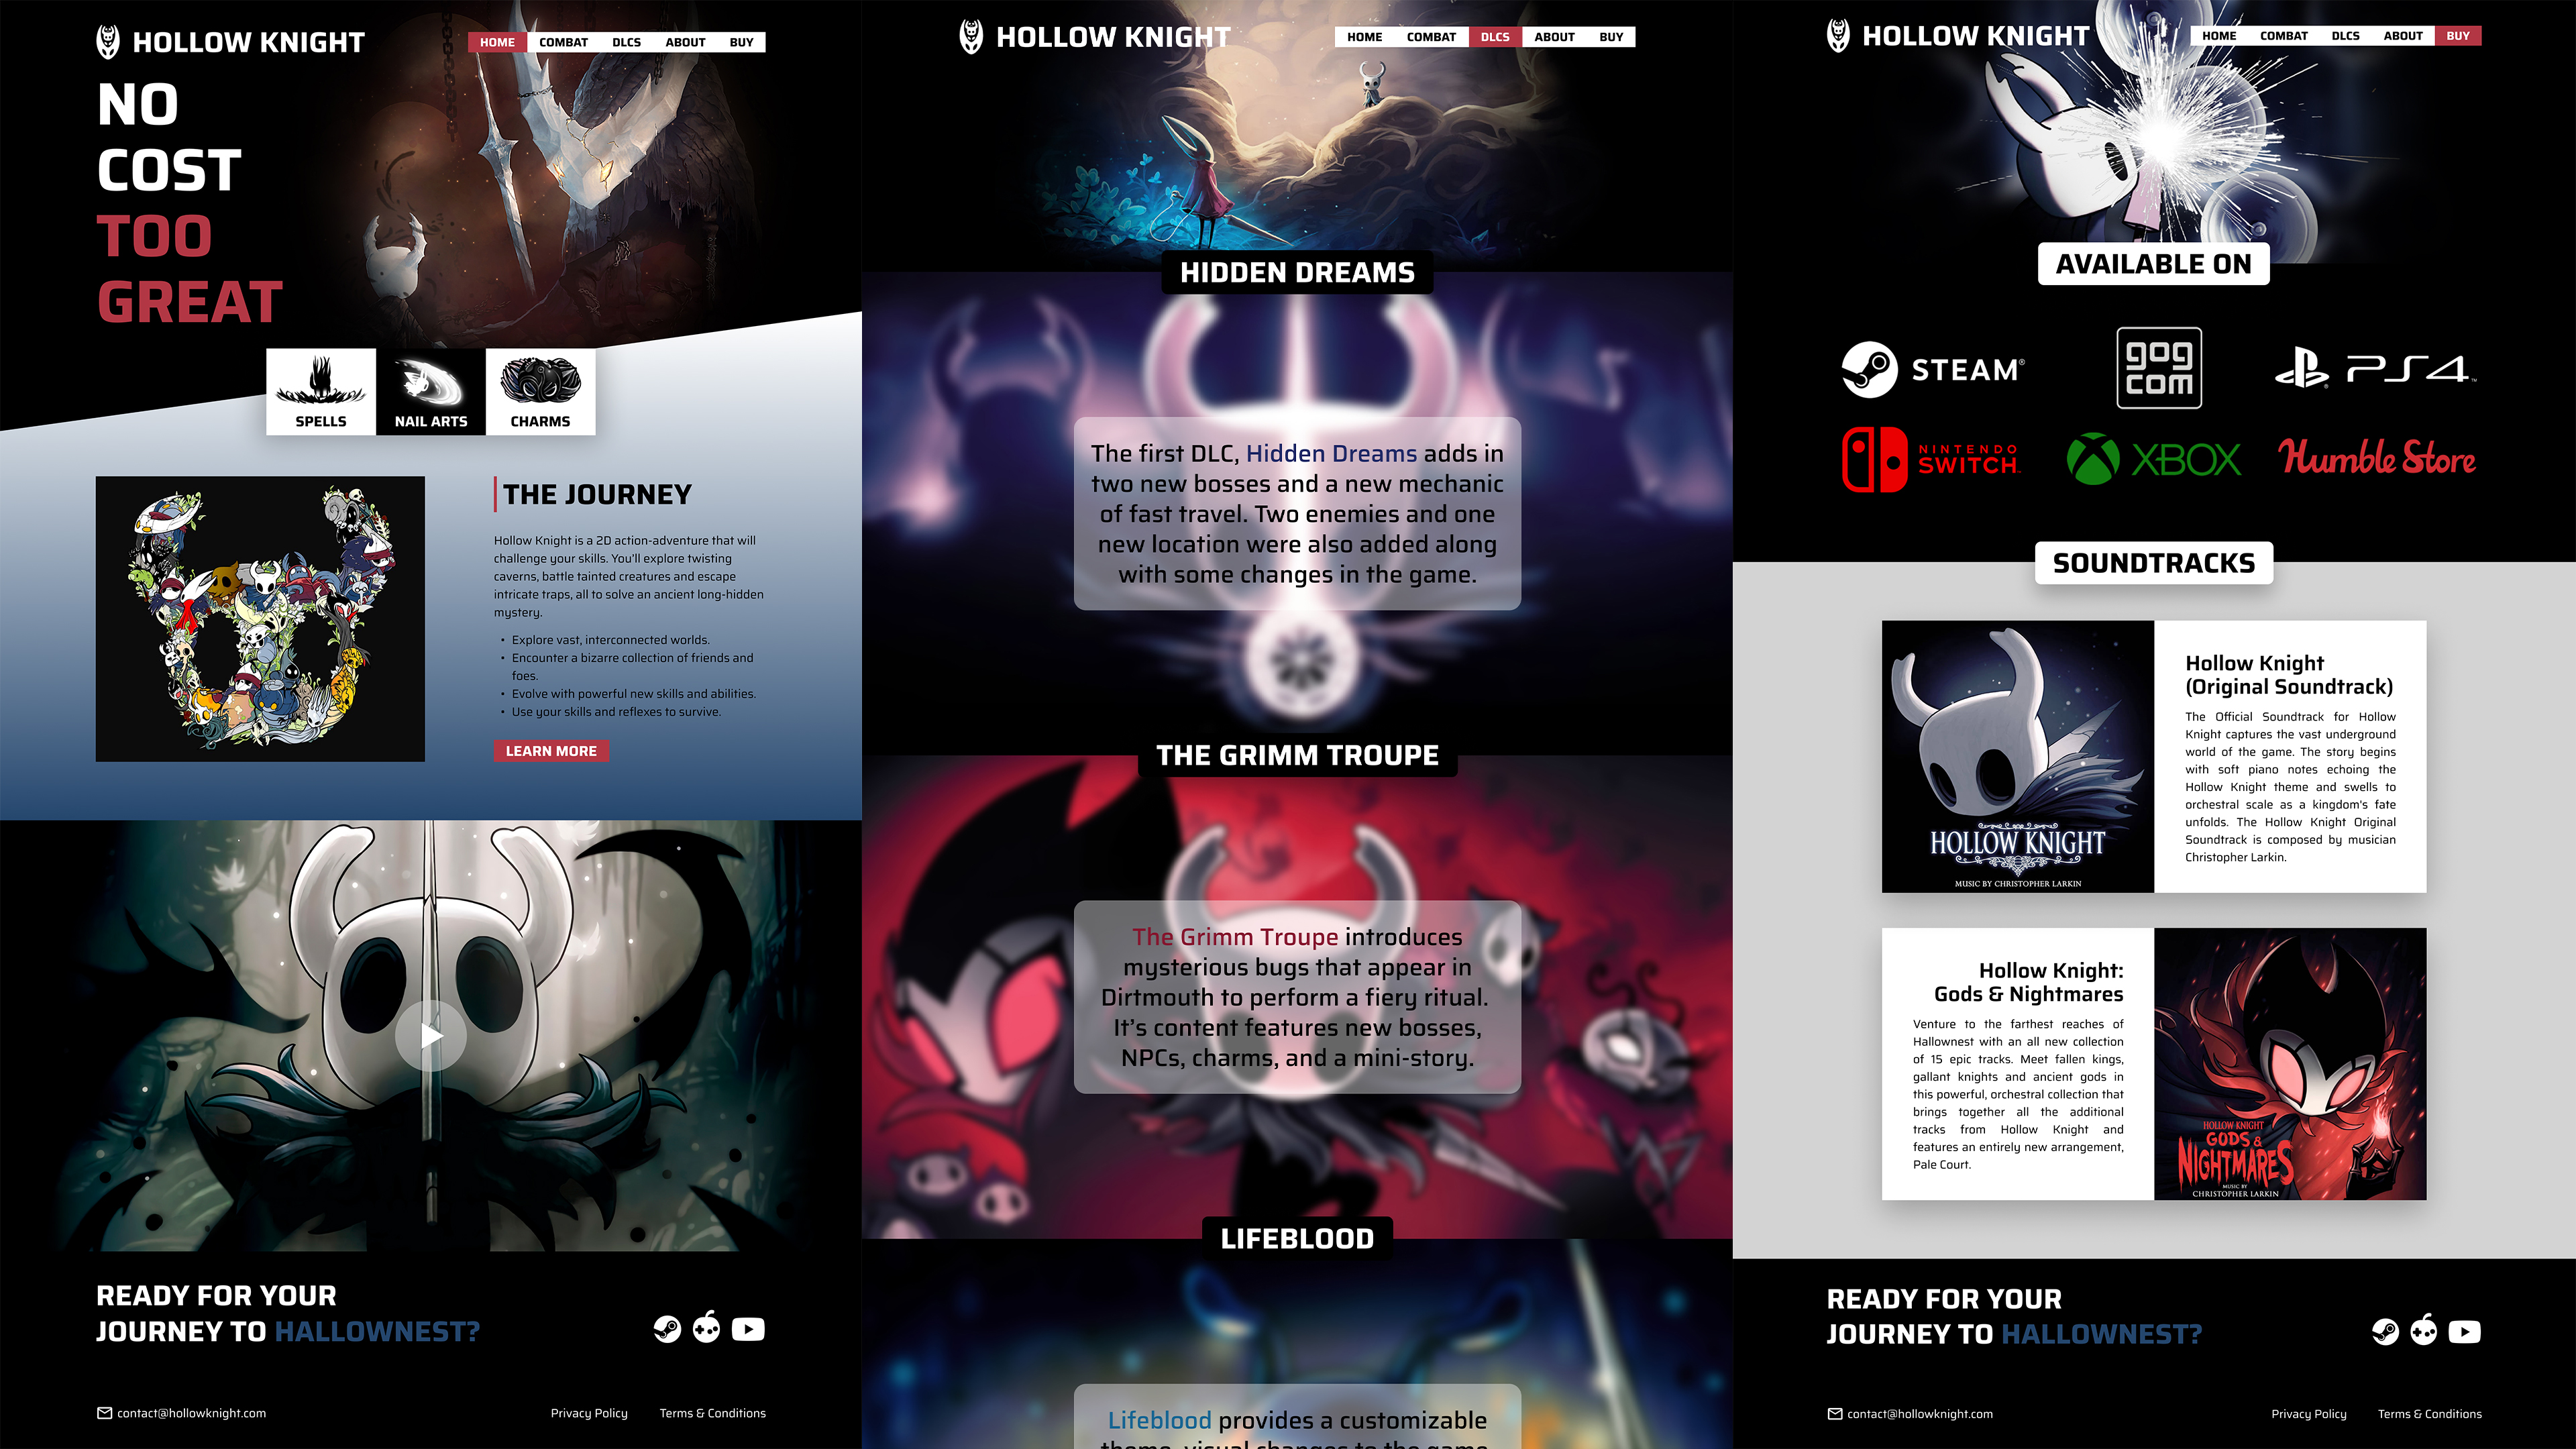 HOLLOW KNIGHT
HOME COMBAT DLCS ABOUT BUY
NO
COST
TOO
GREAT
SPELLS
NAIL ARTS
CHARMS
THE JOURNEY
Hollow Knight is a 2D action-adventure that will
challenge your skills. You'll explore twisting
caverns, battle tainted creatures and escape
intricate traps, all to solve an ancient long-hidden
mystery.
• Explore vast, interconnected worlds.
• Encounter a bizarre collection of friends and
foes.
• Evolve with powerful new skills and abilities.
• Use your skills and reflexes to survive.
LEARN MORE
READY FOR YOUR
JOURNEY TO HALLOWNEST?
contact@hollowknight.com
Privacy Policy
Terms & Conditions
HOLLOW KNIGHT
HOME COMBAT DLCS ABOUT BUY
HIDDEN DREAMS
The first DLC, Hidden Dreams adds in
two new bosses and a new mechanic
of fast travel. Two enemies and one
new location were also added along
with some changes in the game.
THE GRIMM TROUPE
The Grimm Troupe introduces
mysterious bugs that appear in
Dirtmouth to perform a fiery ritual.
It's content features new bosses,
NPCs, charms, and a mini-story.
LIFEBLOOD
Lifeblood provides a customizable
theme, visual changes to the game
HOLLOW KNIGHT
HOME COMBAT DLCS ABOUT BUY
AVAILABLE ON
STEAM®
gog
com
PS4™
NINTENDO
SWITCH™
XBOX
Humble Store
SOUNDTRACKS
HOLLOW KNIGHT
MUSIC BY CHRISTOPHER LARKIN
Hollow Knight
(Original Soundtrack)
The Official Soundtrack for Hollow
Knight captures the vast underground
world of the game. The story begins
with soft piano notes echoing the
Hollow Knight theme and swells to
orchestral scale as a kingdom's fate
unfolds. The Hollow Knight Original
Soundtrack is composed by musician
Christopher Larkin.
Hollow Knight:
Gods & Nightmares
Venture to the farthest reaches of
Hallownest with an all new collection
of 15 epic tracks. Meet fallen kings,
gallant knights and ancient gods in
this powerful, orchestral collection that
brings together all the additional
tracks from Hollow Knight and
features an entirely new arrangement,
Pale Court.
HOLLOW KNIGHT
GODS &
NIGHTMARES
MUSIC BY
CHRISTOPHER LARKIN
READY FOR YOUR
JOURNEY TO HALLOWNEST?
contact@hollowknight.com
Privacy Policy
Terms & Conditions